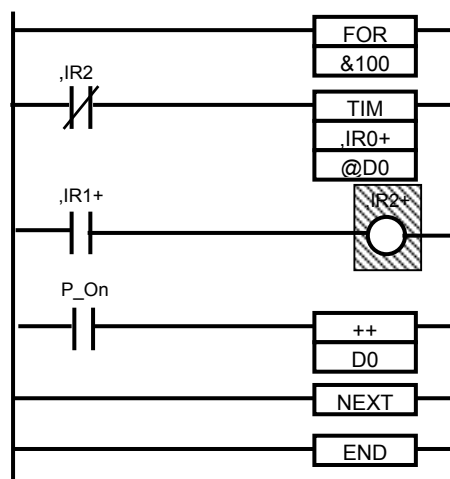 FOR
&100
,IR2
TIM
,IR0+
@D0
,IR1+
,IR2+
P_On
++
D0
NEXT
END